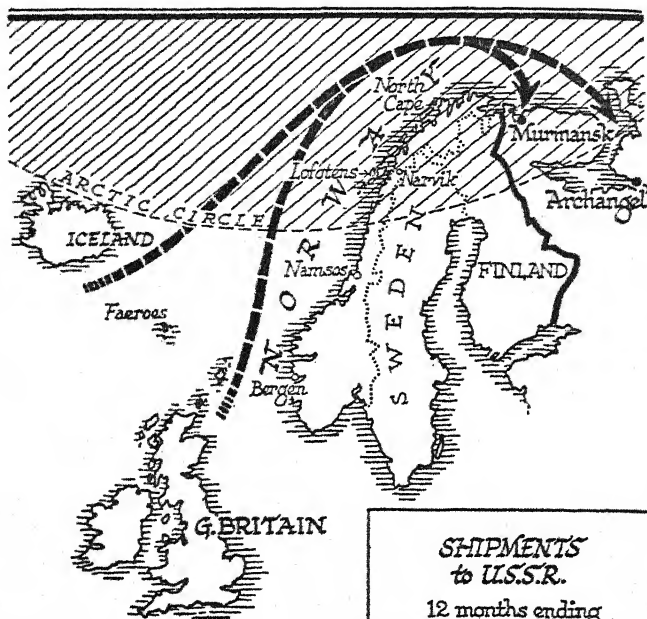 North
Cape
Murmansk
Lofotens
Narvik
Archangel
ARCTIC CIRCLE
ICELAND
NORWAY
Namsos
FINLAND
SWEDEN
Faeroes
Bergen
G. BRITAIN
SHIPMENTS
to U.S.S.R.
12 months ending